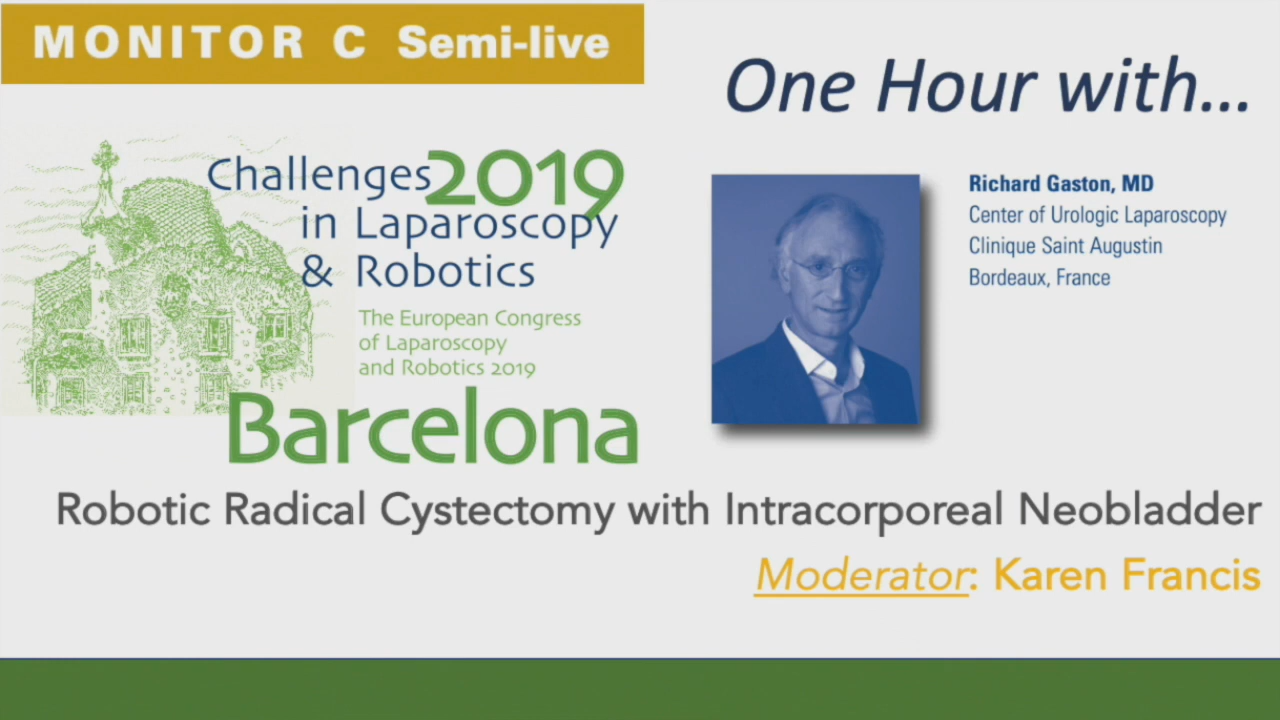 MONITOR C Semi-live
One Hour with...
Challenges 2019
in Laparoscopy
& Robotics
The European Congress
of Laparoscopy
and Robotics 2019
Barcelona
Richard Gaston, MD
Center of Urologic Laparoscopy
Clinique Saint Augustin
Bordeaux, France
Robotic Radical Cystectomy with Intracorporeal Neobladder
Moderator: Karen Francis